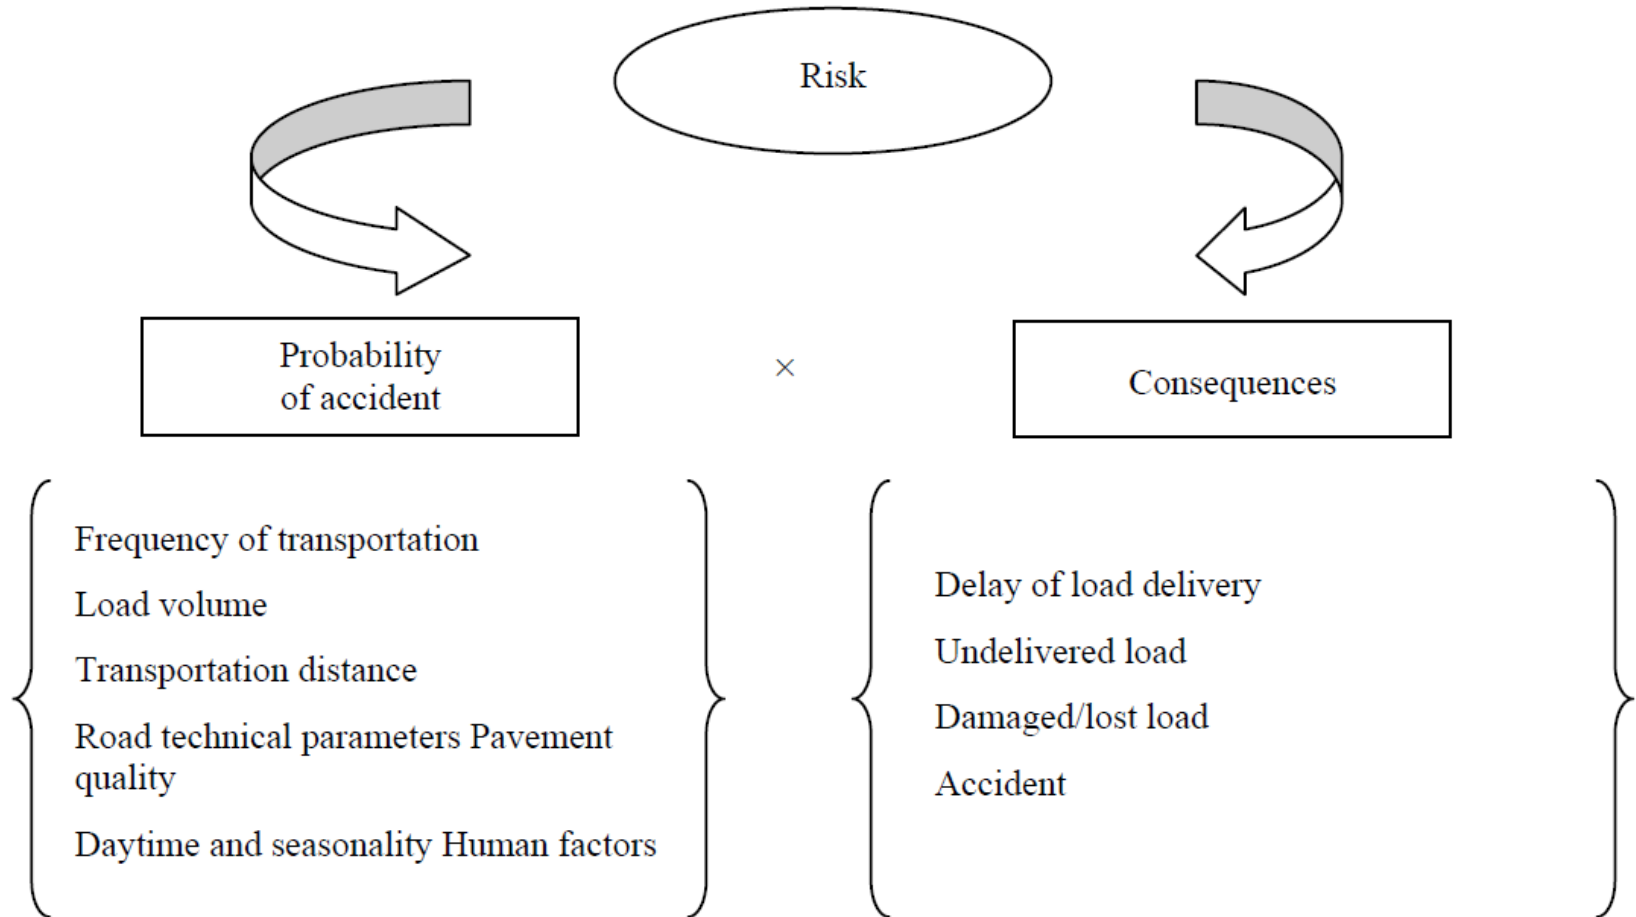 Risk
Probability
of accident
×
Consequences
Frequency of transportation
Load volume
Transportation distance
Road technical parameters Pavement
quality
Daytime and seasonality Human factors
Delay of load delivery
Undelivered load
Damaged/lost load
Accident